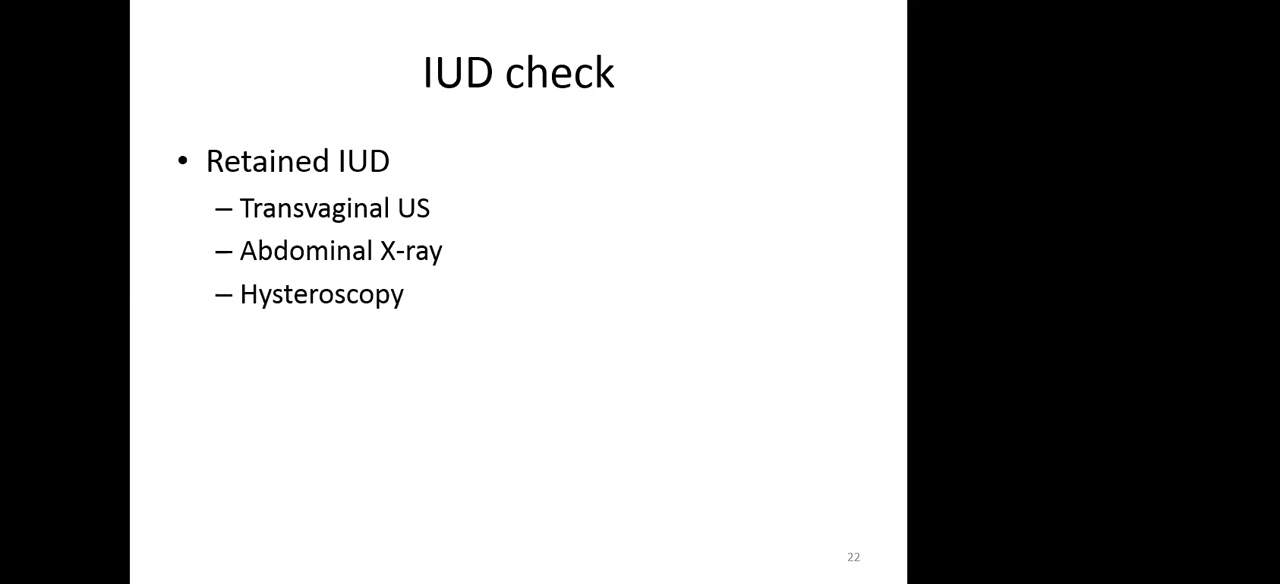 IUD check
• Retained IUD
– Transvaginal US
– Abdominal X-ray
– Hysteroscopy
22